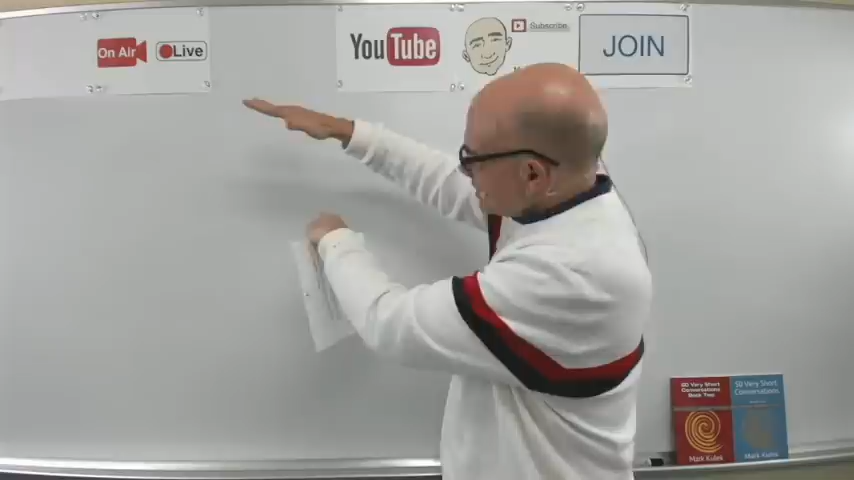 On Air
Live
YouTube
Subscribe
JOIN
50 Very Short
Conversations
Book Two
Mark Kulek
50 Very Short
Conversations
Mark Kulek